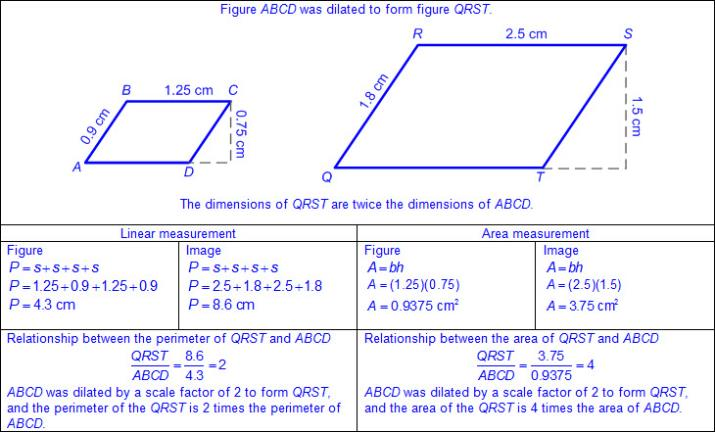 Figure ABCD was dilated to form figure QRST.
R 2.5 cm S
B 1.25 cm C
1.8 cm
0.9 cm
0.75 cm
1.5 cm
A D
Q T
The dimensions of QRST are twice the dimensions of ABCD.
Linear measurement
Area measurement
Figure
P=s+s+s+s
P=1.25+0.9+1.25+0.9
P=4.3 cm
Image
P=s+s+s+s
P=2.5+1.8+2.5+1.8
P=8.6 cm
Figure
A=bh
A=(1.25)(0.75)
A=0.9375 cm²
Image
A=bh
A=(2.5)(1.5)
A=3.75 cm²
Relationship between the perimeter of QRST and ABCD
QRST/ABCD=8.6/4.3=2
ABCD was dilated by a scale factor of 2 to form QRST,
and the perimeter of the QRST is 2 times the perimeter of
ABCD.
Relationship between the area of QRST and ABCD
QRST/ABCD=3.75/0.9375=4
ABCD was dilated by a scale factor of 2 to form QRST,
and the area of the QRST is 4 times the area of ABCD.